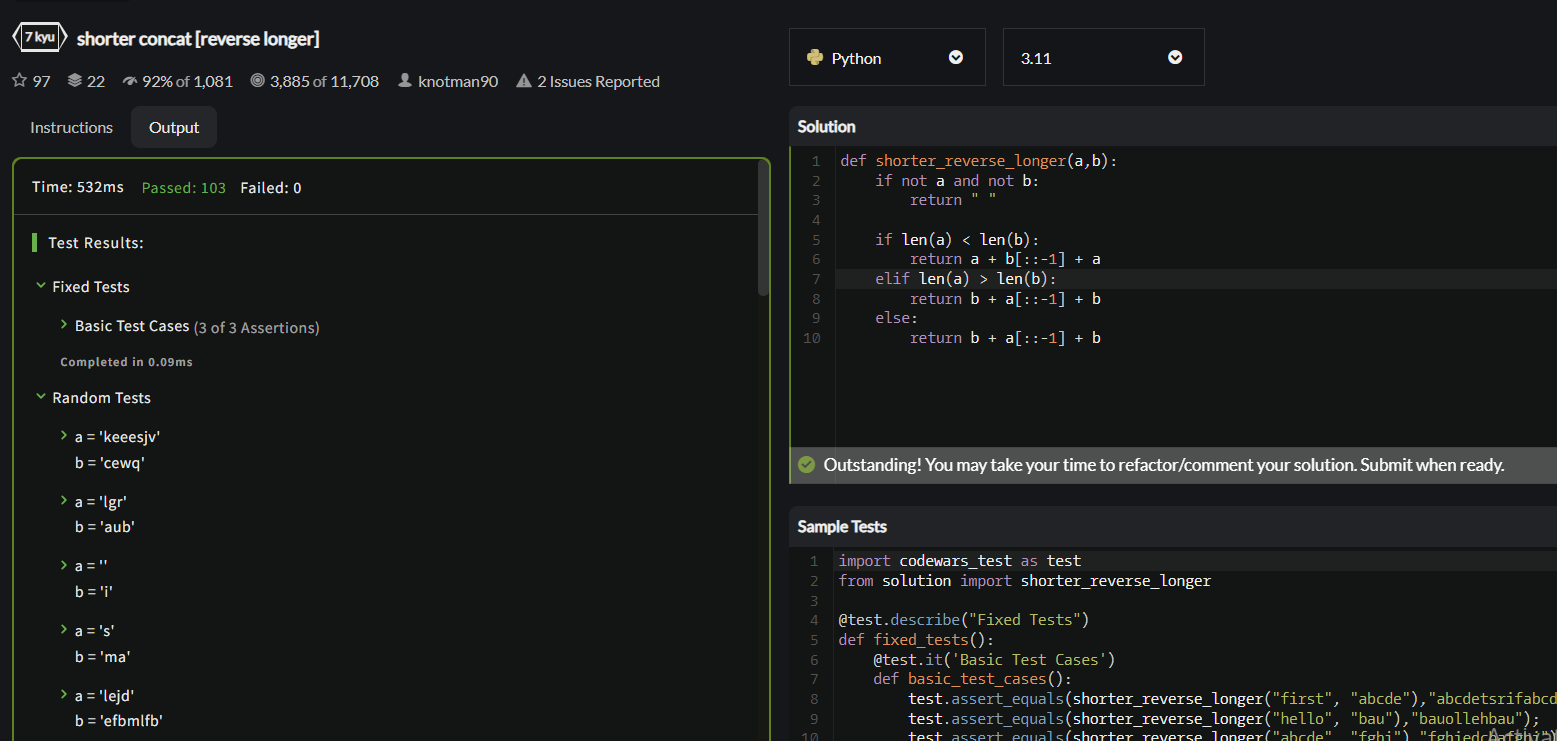 7 kyu shorter concat [reverse longer]
97 22 92% of 1,081 3,885 of 11,708 knotman90 2 Issues Reported
Instructions Output
Time: 532ms Passed: 103 Failed: 0
Test Results:
Fixed Tests
Basic Test Cases (3 of 3 Assertions)
Completed in 0.09ms
Random Tests
a = 'keeesjv'
b = 'cewq'
a = 'lgr'
b = 'aub'
a = ''
b = 'i'
a = 's'
b = 'ma'
a = 'lejd'
b = 'efbmlfb'
Python 3.11
Solution
1 def shorter_reverse_longer(a,b):
2     if not a and not b:
3         return " "
4
5     if len(a) < len(b):
6         return a + b[::-1] + a
7     elif len(a) > len(b):
8         return b + a[::-1] + b
9     else:
10         return b + a[::-1] + b
Outstanding! You may take your time to refactor/comment your solution. Submit when ready.
Sample Tests
1 import codewars_test as test
2 from solution import shorter_reverse_longer
3
4 @test.describe("Fixed Tests")
5 def fixed_tests():
6     @test.it('Basic Test Cases')
7     def basic_test_cases():
8         test.assert_equals(shorter_reverse_longer("first", "abcde"),"abcdetsrifabcd
9         test.assert_equals(shorter_reverse_longer("hello", "bau"),"bauollehbau");
10         test.assert_equals(shorter_reverse_longer("abcde", "fghi"),